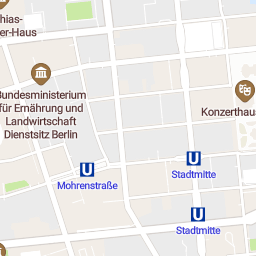 hias-
er-Haus
Bundesministerium
für Ernährung und
Landwirtschaft
Dienstsitz Berlin
Konzerthaus
U
Mohrenstraße
U
Stadtmitte
U
Stadtmitte